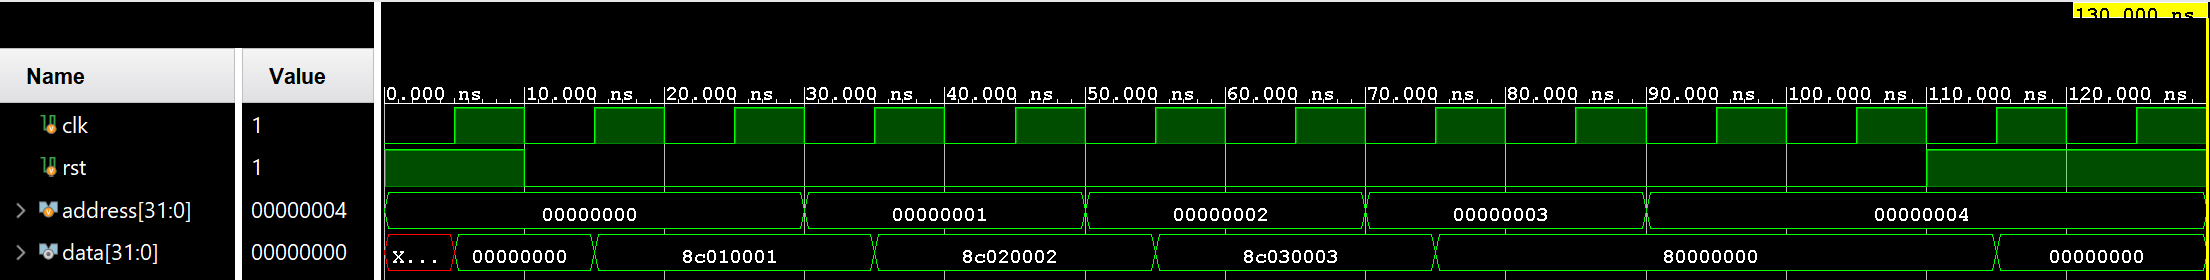 130.000 ns
Name Value
0.000 ns 10.000 ns 20.000 ns 30.000 ns 40.000 ns 50.000 ns 60.000 ns 70.000 ns 80.000 ns 90.000 ns 100.000 ns 110.000 ns 120.000 ns
clk 1
rst 1
address[31:0] 00000004 00000000 00000001 00000002 00000003 00000004
data[31:0] 00000000 X... 00000000 8c010001 8c020002 8c030003 80000000 00000000